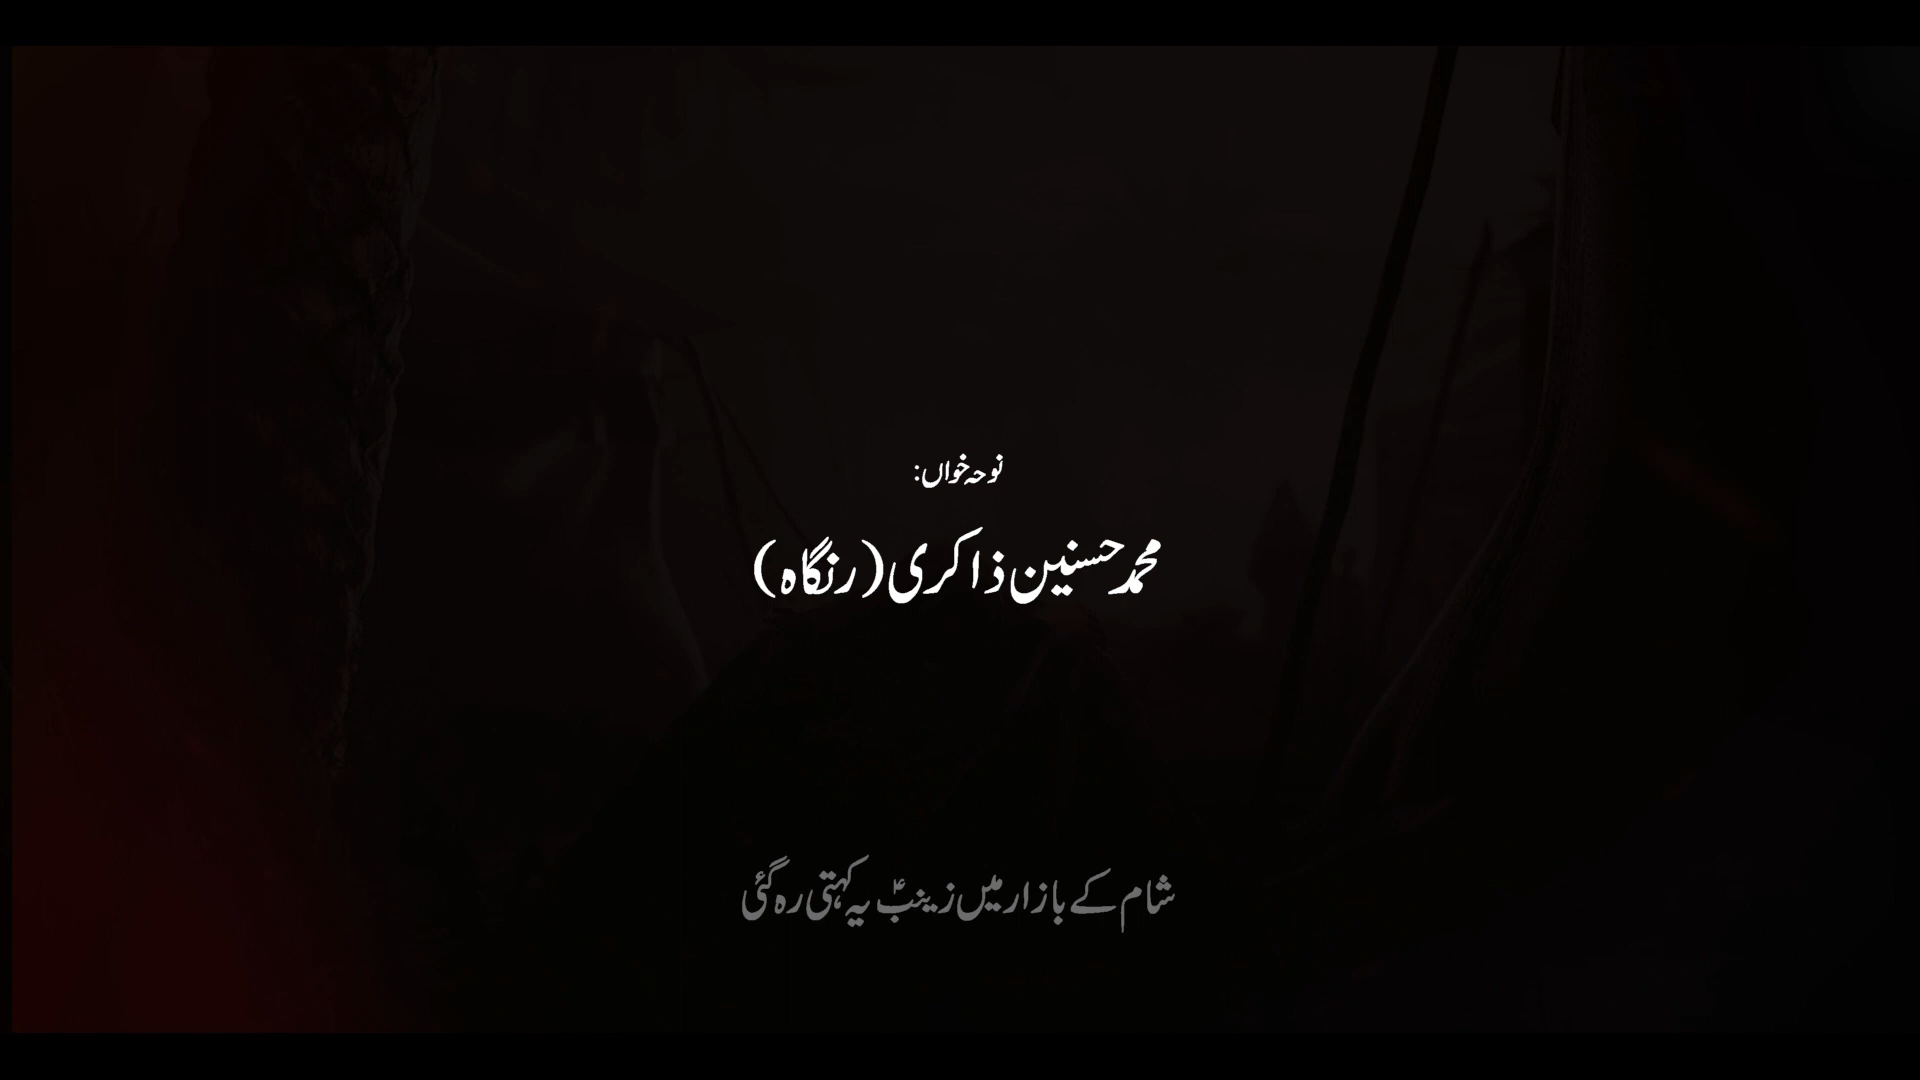 نوحہ خواں:
محمد حسنین ذاکری (رنگاہ)
شام کے بازار میں زینبؑ یہ کہتی رہ گئی